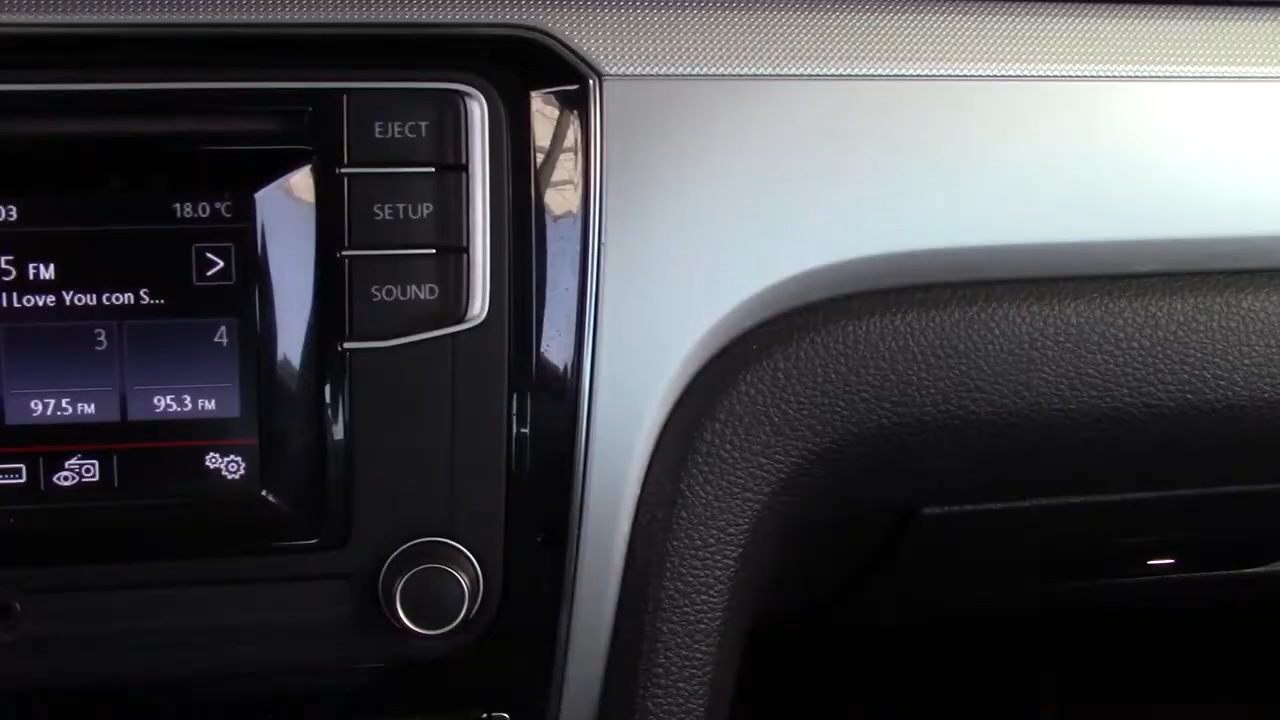 EJECT
03 18.0 °C
SETUP
5 FM >
I Love You con S...
SOUND
3 4
97.5 FM 95.3 FM